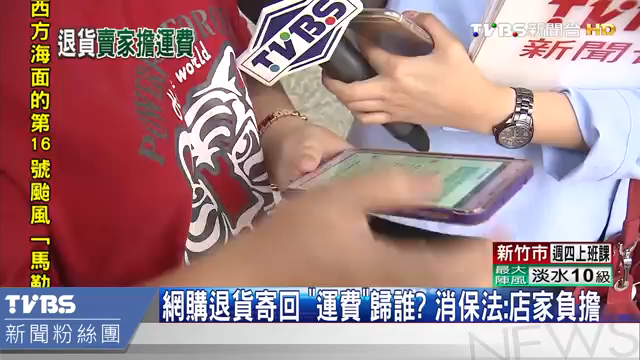 西方海面的第16號颱風「馬勒
退貨賣家擔運費
TVBS
TVBS新聞台HD
新聞
world
新竹市 週四上班課
最大陣風 淡水10級
TVBS
新聞粉絲團
網購退貨寄回 "運費"歸誰? 消保法:店家負擔
NEWS